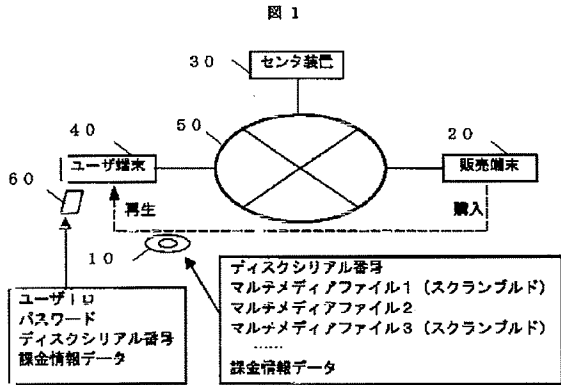 図 1
30
センタ装置
40
50
20
ユーザ端末
販売端末
60
再生
購入
10
ディスクシリアル番号
マルチメディアファイル1 (スクランブルド)
マルチメディアファイル2
マルチメディアファイル3 (スクランブルド)
……
課金情報データ
ユーザID
パスワード
ディスクシリアル番号
課金情報データ